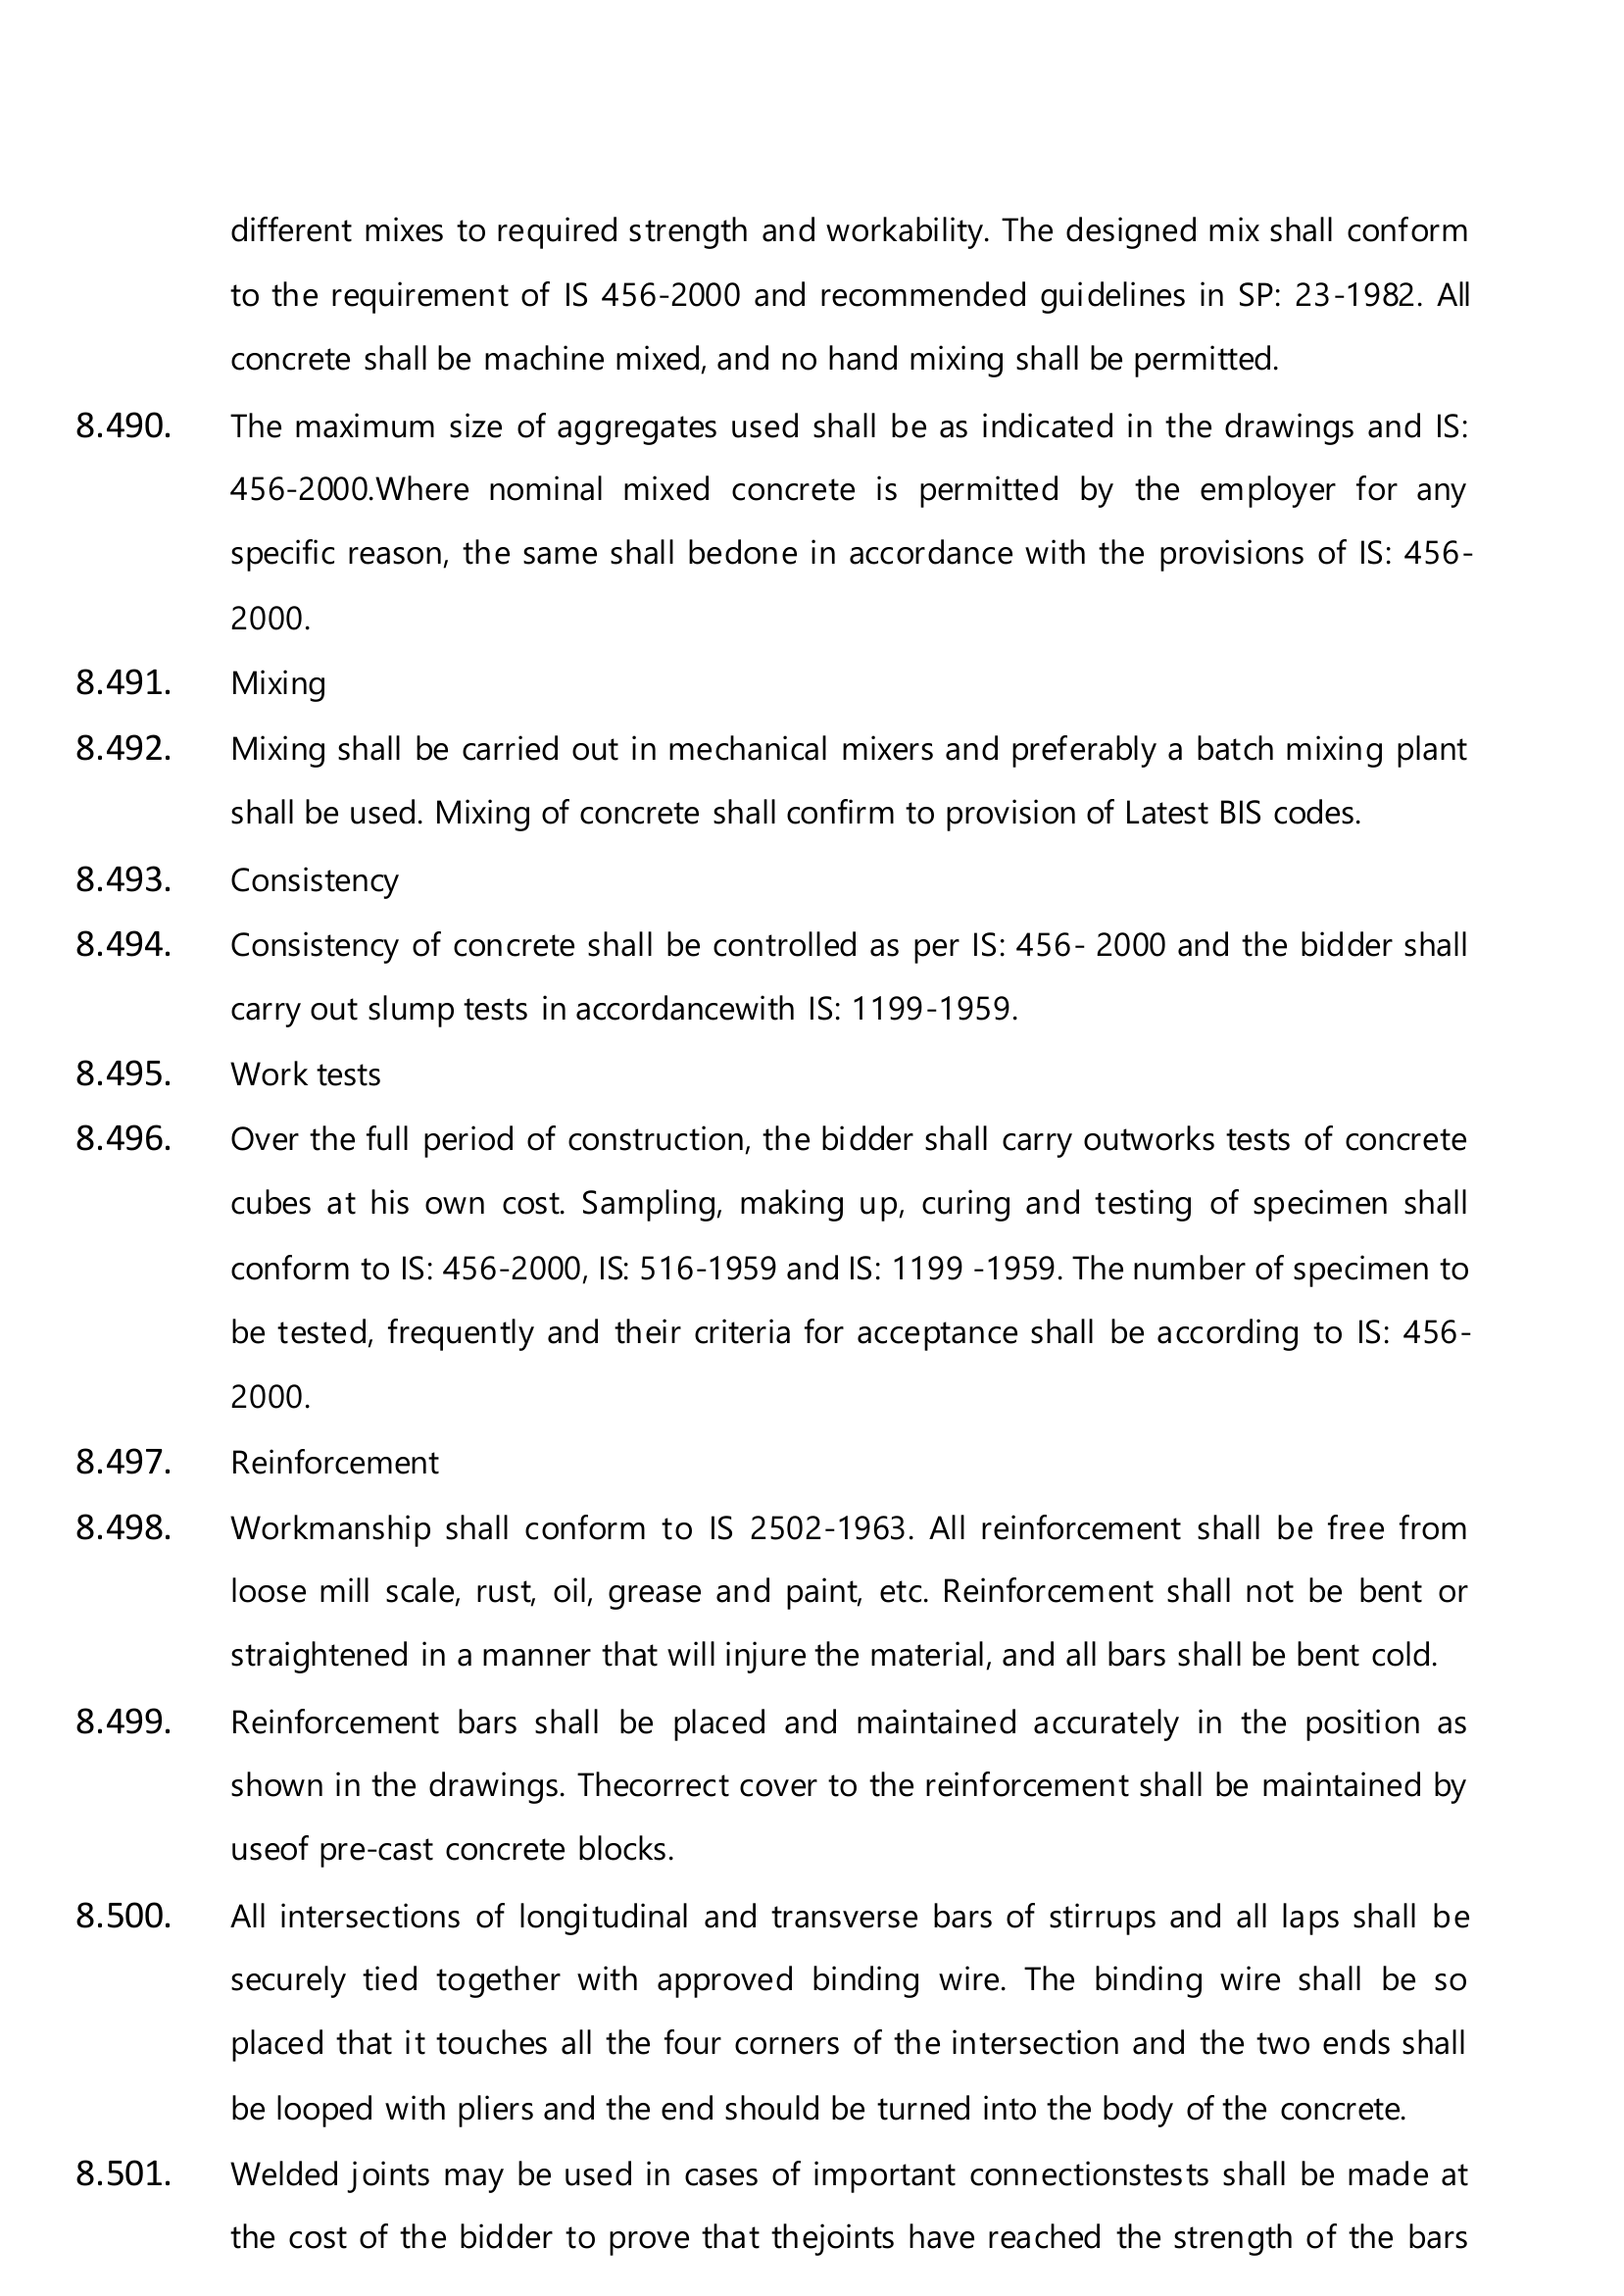 different mixes to required strength and workability. The designed mix shall conform
to the requirement of IS 456-2000 and recommended guidelines in SP: 23-1982. All
concrete shall be machine mixed, and no hand mixing shall be permitted.
8.490. The maximum size of aggregates used shall be as indicated in the drawings and IS:
456-2000.Where nominal mixed concrete is permitted by the employer for any
specific reason, the same shall bedone in accordance with the provisions of IS: 456-
2000.
8.491. Mixing
8.492. Mixing shall be carried out in mechanical mixers and preferably a batch mixing plant
shall be used. Mixing of concrete shall confirm to provision of Latest BIS codes.
8.493. Consistency
8.494. Consistency of concrete shall be controlled as per IS: 456- 2000 and the bidder shall
carry out slump tests in accordancewith IS: 1199-1959.
8.495. Work tests
8.496. Over the full period of construction, the bidder shall carry outworks tests of concrete
cubes at his own cost. Sampling, making up, curing and testing of specimen shall
conform to IS: 456-2000, IS: 516-1959 and IS: 1199 -1959. The number of specimen to
be tested, frequently and their criteria for acceptance shall be according to IS: 456-
2000.
8.497. Reinforcement
8.498. Workmanship shall conform to IS 2502-1963. All reinforcement shall be free from
loose mill scale, rust, oil, grease and paint, etc. Reinforcement shall not be bent or
straightened in a manner that will injure the material, and all bars shall be bent cold.
8.499. Reinforcement bars shall be placed and maintained accurately in the position as
shown in the drawings. Thecorrect cover to the reinforcement shall be maintained by
useof pre-cast concrete blocks.
8.500. All intersections of longitudinal and transverse bars of stirrups and all laps shall be
securely tied together with approved binding wire. The binding wire shall be so
placed that it touches all the four corners of the intersection and the two ends shall
be looped with pliers and the end should be turned into the body of the concrete.
8.501. Welded joints may be used in cases of important connectionstests shall be made at
the cost of the bidder to prove that thejoints have reached the strength of the bars